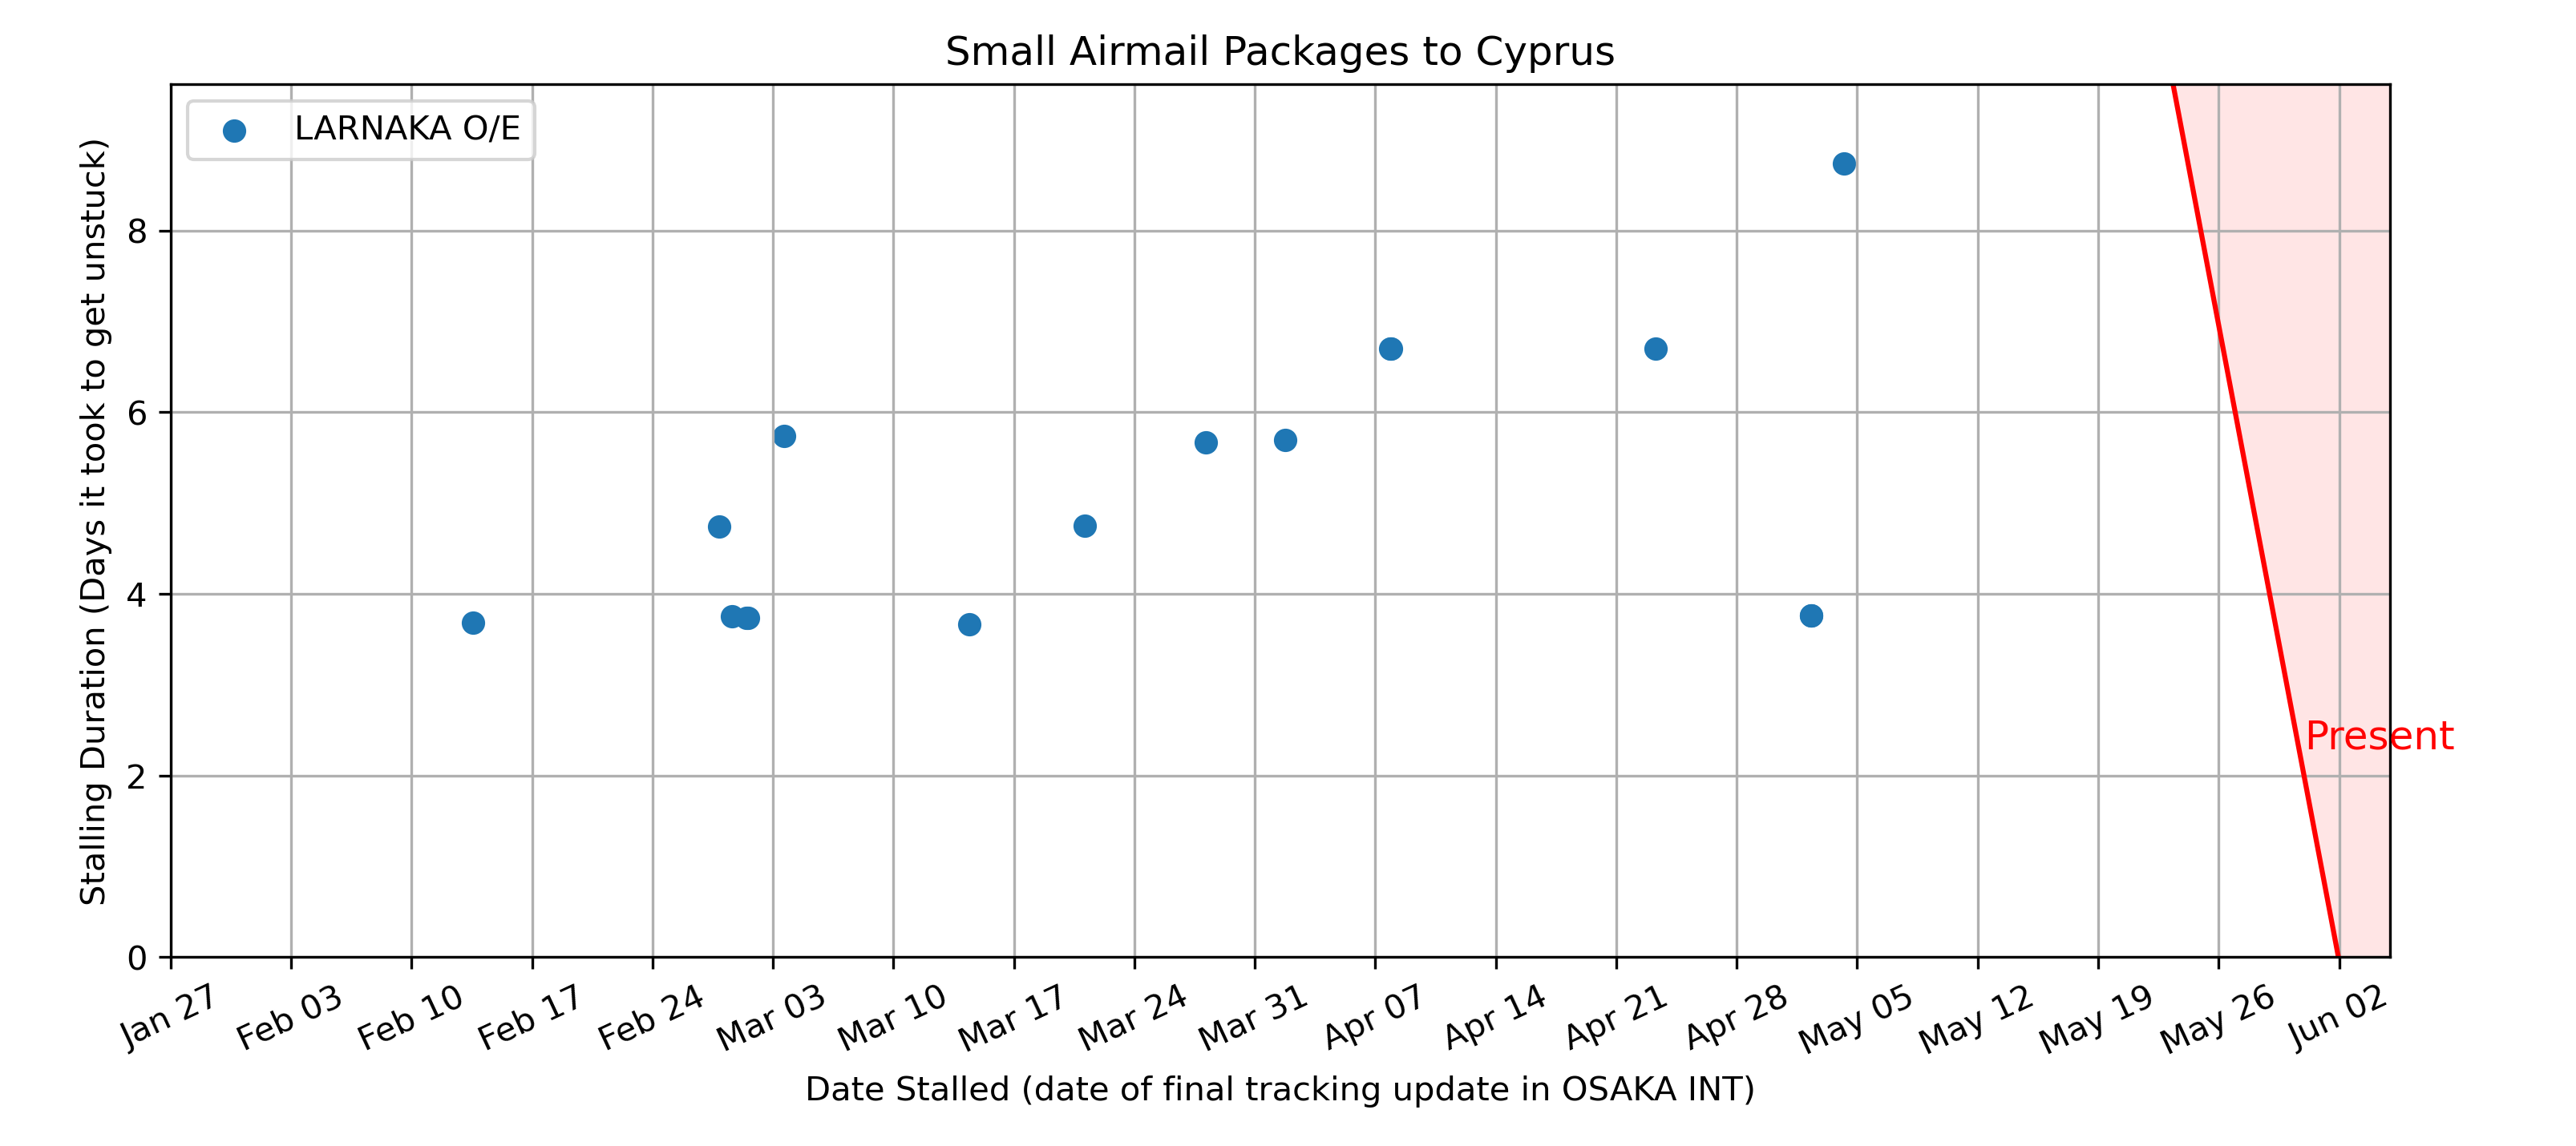 Small Airmail Packages to Cyprus
LARNAKA O/E
Stalling Duration (Days it took to get unstuck)
8
6
4
2
0
Present
Jan 27 Feb 03 Feb 10 Feb 17 Feb 24 Mar 03 Mar 10 Mar 17 Mar 24 Mar 31 Apr 07 Apr 14 Apr 21 Apr 28 May 05 May 12 May 19 May 26 Jun 02
Date Stalled (date of final tracking update in OSAKA INT)